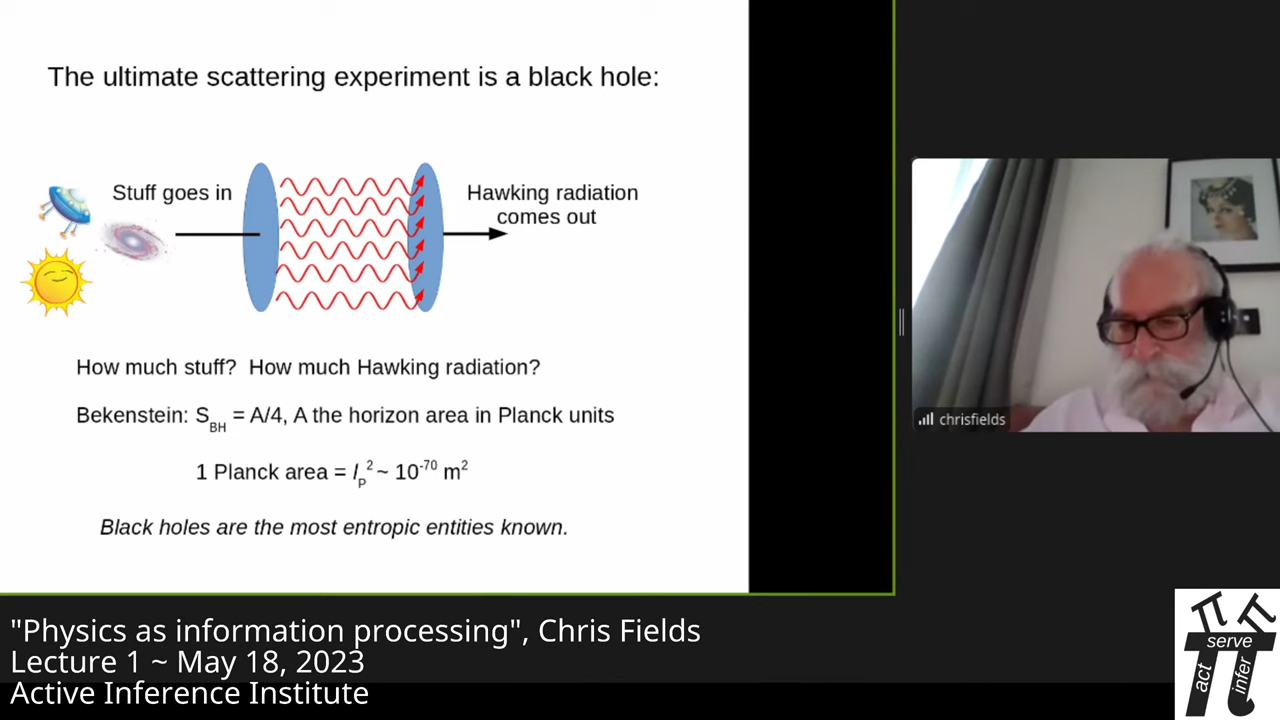 The ultimate scattering experiment is a black hole:
Stuff goes in
Hawking radiation
comes out
How much stuff?  How much Hawking radiation?
Bekenstein: S_BH = A/4, A the horizon area in Planck units
1 Planck area = l_P^2 ~ 10^-70 m^2
Black holes are the most entropic entities known.
chrisfields
"Physics as information processing", Chris Fields
Lecture 1 ~ May 18, 2023
Active Inference Institute
serve
act
infer